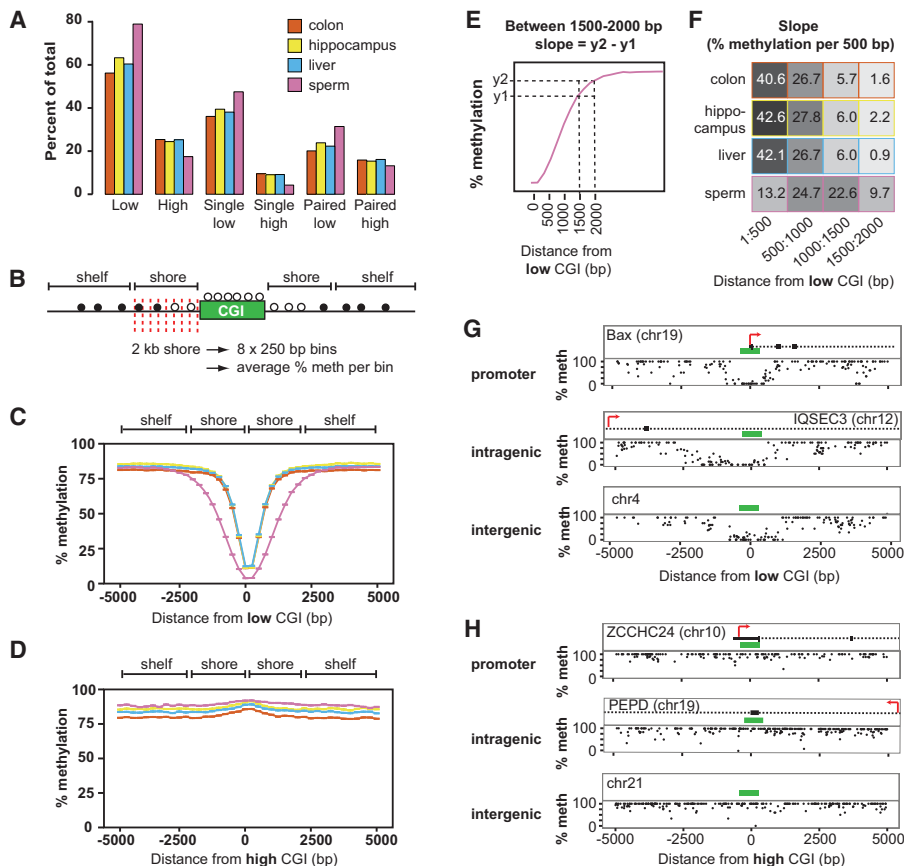 A
Percent of total
80
60
40
20
0
colon
hippocampus
liver
sperm
Low
High
Single low
Single high
Paired low
Paired high
B
shelf
shore
shore
shelf
CGI
2 kb shore
8 x 250 bp bins
average % meth per bin
C
shelf
shore
shore
shelf
% methylation
100
75
50
25
0
-5000
-2500
0
2500
5000
Distance from low CGI (bp)
D
shelf
shore
shore
shelf
% methylation
100
75
50
25
0
-5000
-2500
0
2500
5000
Distance from high CGI (bp)
E
Between 1500-2000 bp
slope = y2 - y1
y2
y1
% methylation
0
500
1000
1500
2000
Distance from
low CGI (bp)
F
Slope
(% methylation per 500 bp)
colon
40.6 26.7 5.7 1.6
hippo-
campus
42.6 27.8 6.0 2.2
liver
42.1 26.7 6.0 0.9
sperm
13.2 24.7 22.6 9.7
1:500
500:1000
1000:1500
1500:2000
Distance from low CGI (bp)
G
Bax (chr19)
promoter
% meth
100
0
IQSEC3 (chr12)
intragenic
% meth
100
0
chr4
intergenic
% meth
100
0
-5000
-2500
0
2500
5000
Distance from low CGI (bp)
H
ZCCHC24 (chr10)
promoter
% meth
100
0
PEPD (chr19)
intragenic
% meth
100
0
chr21
intergenic
% meth
100
0
-5000
-2500
0
2500
5000
Distance from high CGI (bp)